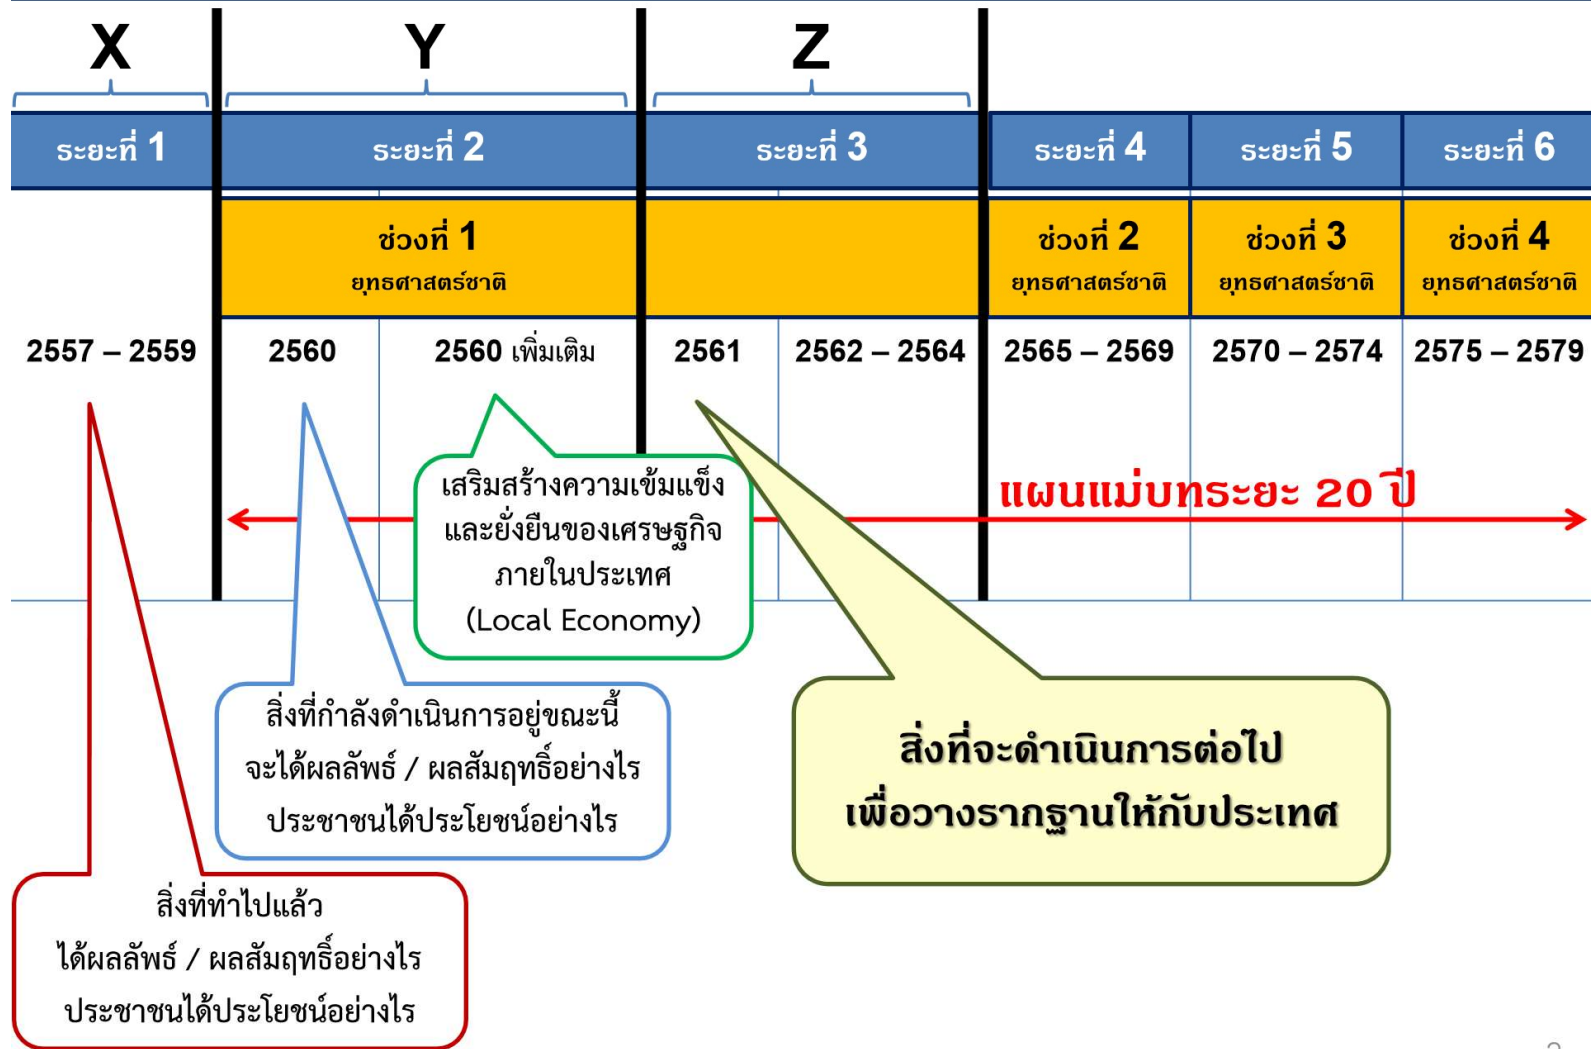 X
Y
Z
ระยะที่ 1
ระยะที่ 2
ระยะที่ 3
ระยะที่ 4
ระยะที่ 5
ระยะที่ 6
ช่วงที่ 1
ยุทธศาสตร์ชาติ
ช่วงที่ 2
ยุทธศาสตร์ชาติ
ช่วงที่ 3
ยุทธศาสตร์ชาติ
ช่วงที่ 4
ยุทธศาสตร์ชาติ
2557 – 2559
2560
2560 เพิ่มเติม
2561
2562 – 2564
2565 – 2569
2570 – 2574
2575 – 2579
แผนแม่บทระยะ 20 ปี
เสริมสร้างความเข้มแข็ง
และยั่งยืนของเศรษฐกิจ
ภายในประเทศ
(Local Economy)
สิ่งที่กำลังดำเนินการอยู่ขณะนี้
จะได้ผลลัพธ์ / ผลสัมฤทธิ์อย่างไร
ประชาชนได้ประโยชน์อย่างไร
สิ่งที่จะดำเนินการต่อไป
เพื่อวางรากฐานให้กับประเทศ
สิ่งที่ทำไปแล้ว
ได้ผลลัพธ์ / ผลสัมฤทธิ์อย่างไร
ประชาชนได้ประโยชน์อย่างไร